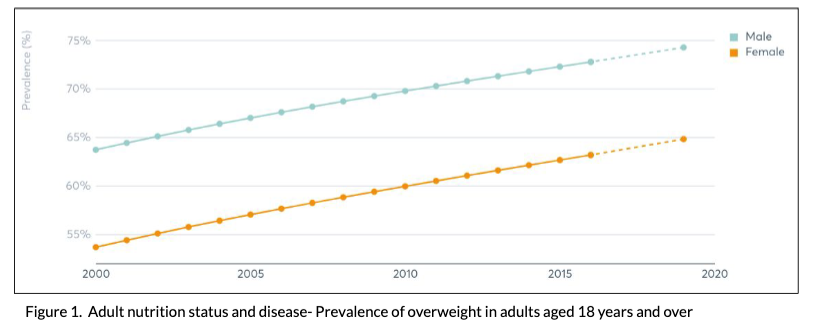 Prevalence (%)
75%
70%
65%
60%
55%
2000
2005
2010
2015
2020
Male
Female
Figure 1. Adult nutrition status and disease- Prevalence of overweight in adults aged 18 years and over